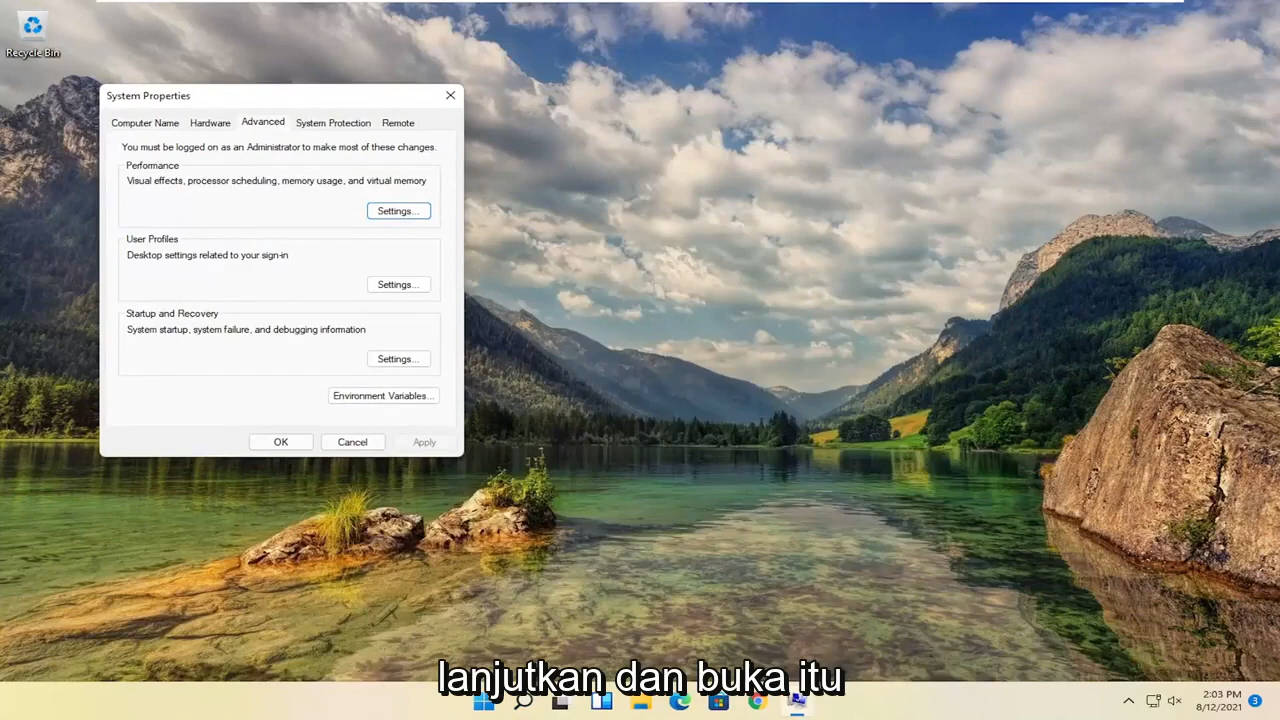 Recycle Bin
System Properties
Computer Name Hardware Advanced System Protection Remote
You must be logged on as an Administrator to make most of these changes.
Performance
Visual effects, processor scheduling, memory usage, and virtual memory
Settings...
User Profiles
Desktop settings related to your sign-in
Settings...
Startup and Recovery
System startup, system failure, and debugging information
Settings...
Environment Variables...
OK Cancel Apply
lanjutkan dan buka itu
2:03 PM
8/12/2021
3